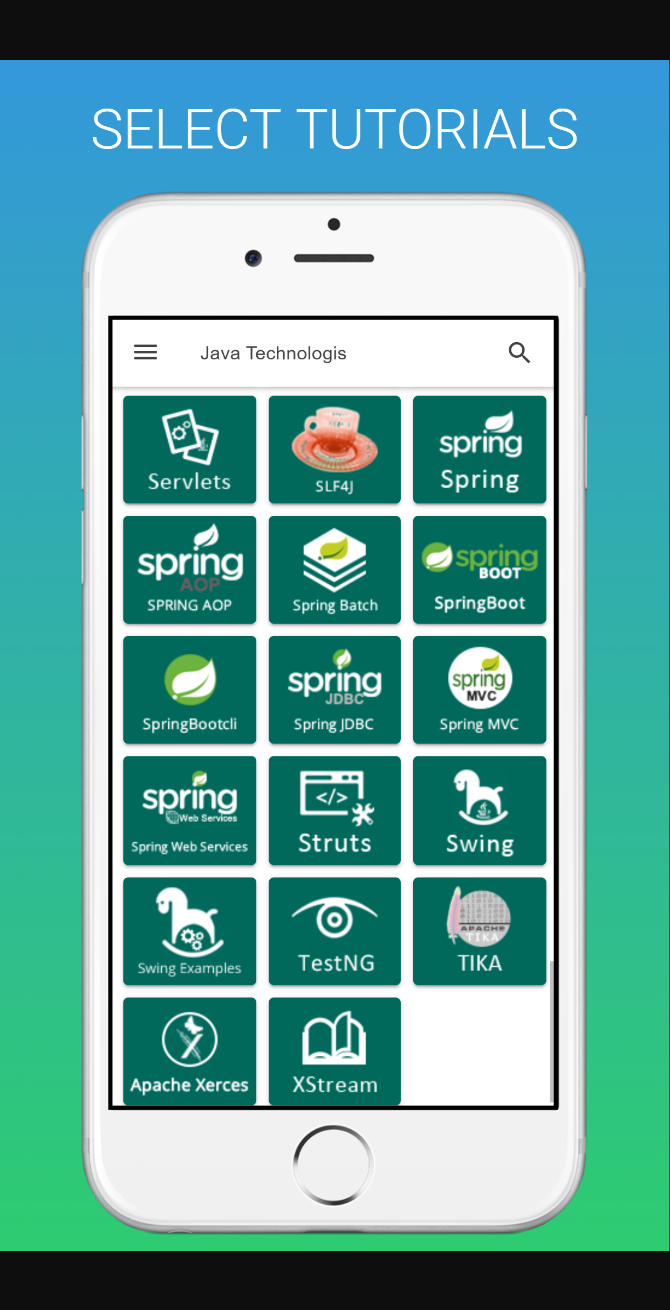 SELECT TUTORIALS
Java Technologis
Servlets
SLF4J
spring
Spring
spring
AOP
SPRING AOP
Spring Batch
spring
BOOT
SpringBoot
SpringBootcli
spring
JDBC
Spring JDBC
spring
MVC
Spring MVC
spring
Web Services
Spring Web Services
</>
Struts
Swing
Swing Examples
TestNG
APACHE
TIKA
TIKA
X
Apache Xerces
XStream